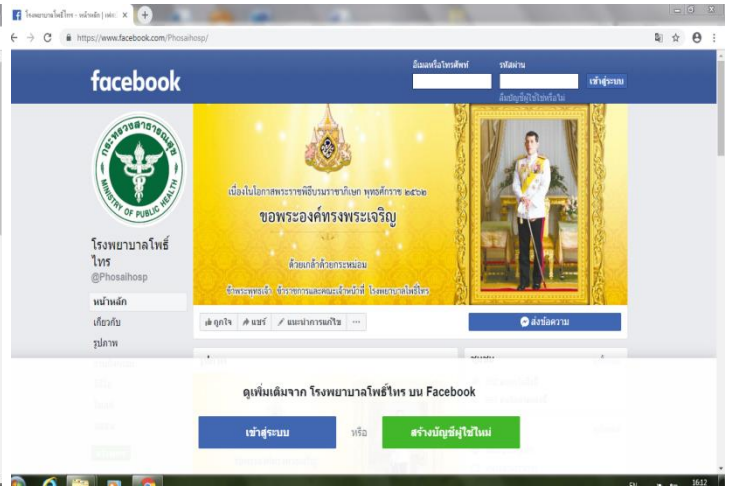 โรงพยาบาลโพธิ์ไทร - หน้าหลัก |
https://www.facebook.com/Phosaihosp/
facebook
อีเมลหรือโทรศัพท์
รหัสผ่าน
เข้าสู่ระบบ
ลืมบัญชีผู้ใช้ใช่หรือไม่
กระทรวงสาธารณสุข
MINISTRY OF PUBLIC HEALTH
เนื่องในโอกาสพระราชพิธีบรมราชาภิเษก พุทธศักราช ๒๕๖๒
ขอพระองค์ทรงพระเจริญ
ด้วยเกล้าด้วยกระหม่อม
ข้าพระพุทธเจ้า ข้าราชการและคณะเจ้าหน้าที่ โรงพยาบาลโพธิ์ไทร
โรงพยาบาลโพธิ์
ไทร
@Phosaihosp
หน้าหลัก
เกี่ยวกับ
รูปภาพ
ถูกใจ
แชร์
แนะนำการแก้ไข
ส่งข้อความ
ชุมชน
ดูเพิ่มเติมจาก โรงพยาบาลโพธิ์ไทร บน Facebook
เข้าสู่ระบบ
หรือ
สร้างบัญชีผู้ใช้ใหม่
EN
16:12